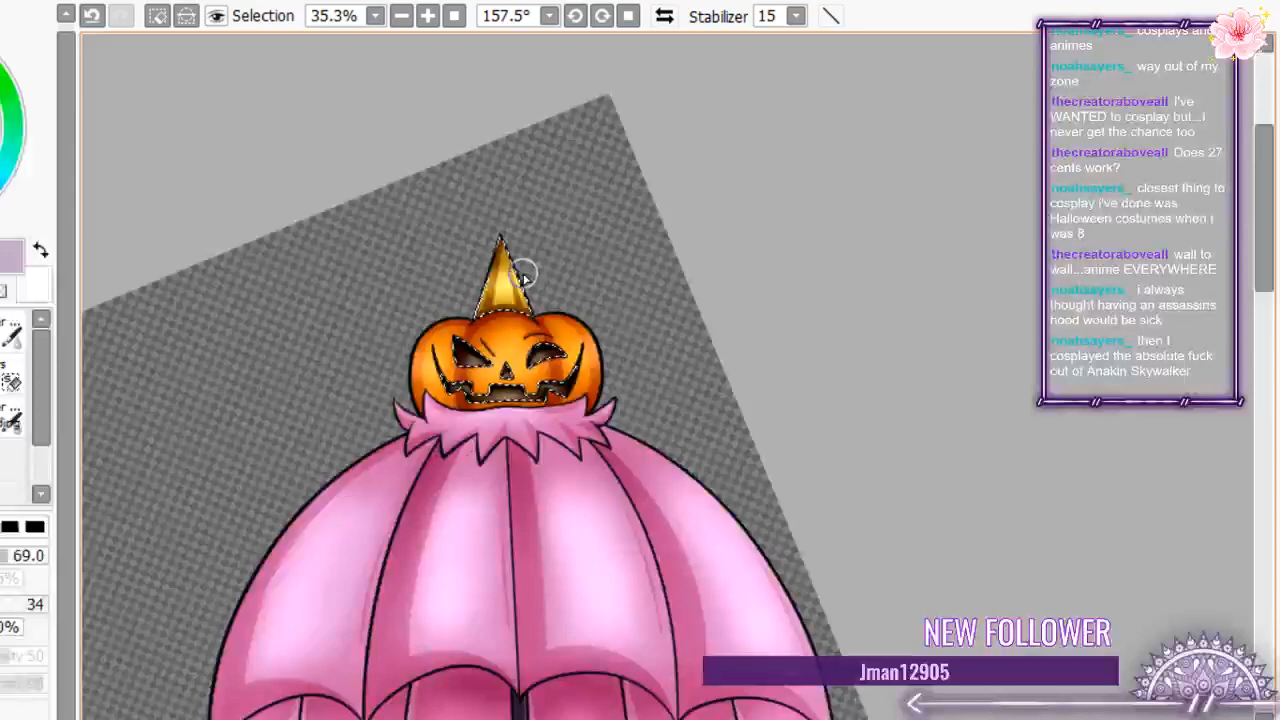 Selection 35.3% 157.5° Stabilizer 15
cosplays and
animes
noahsayers_ way out of my
zone
thecreatoraboveall I've
WANTED to cosplay but...I
never get the chance too
thecreatoraboveall Does 27
cents work?
noahsayers_ closest thing to
cosplay i've done was
Halloween costumes when i
was 8
thecreatoraboveall wall to
wall...anime EVERYWHERE
noahsayers_ i always
thought having an assassins
hood would be sick
noahsayers_ then I
cosplayed the absolute fuck
out of Anakin Skywalker
69.0
34
NEW FOLLOWER
Jman12905